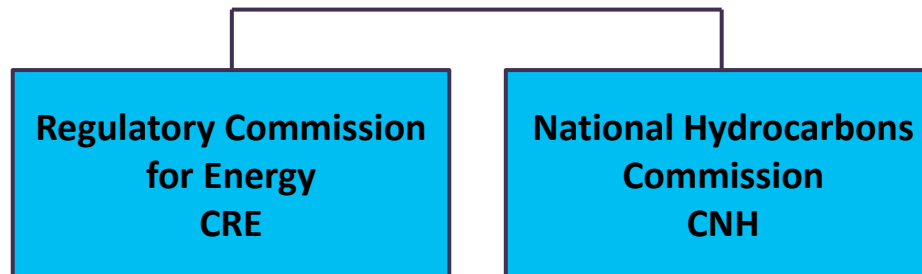 Regulatory Commission
for Energy
CRE
National Hydrocarbons
Commission
CNH